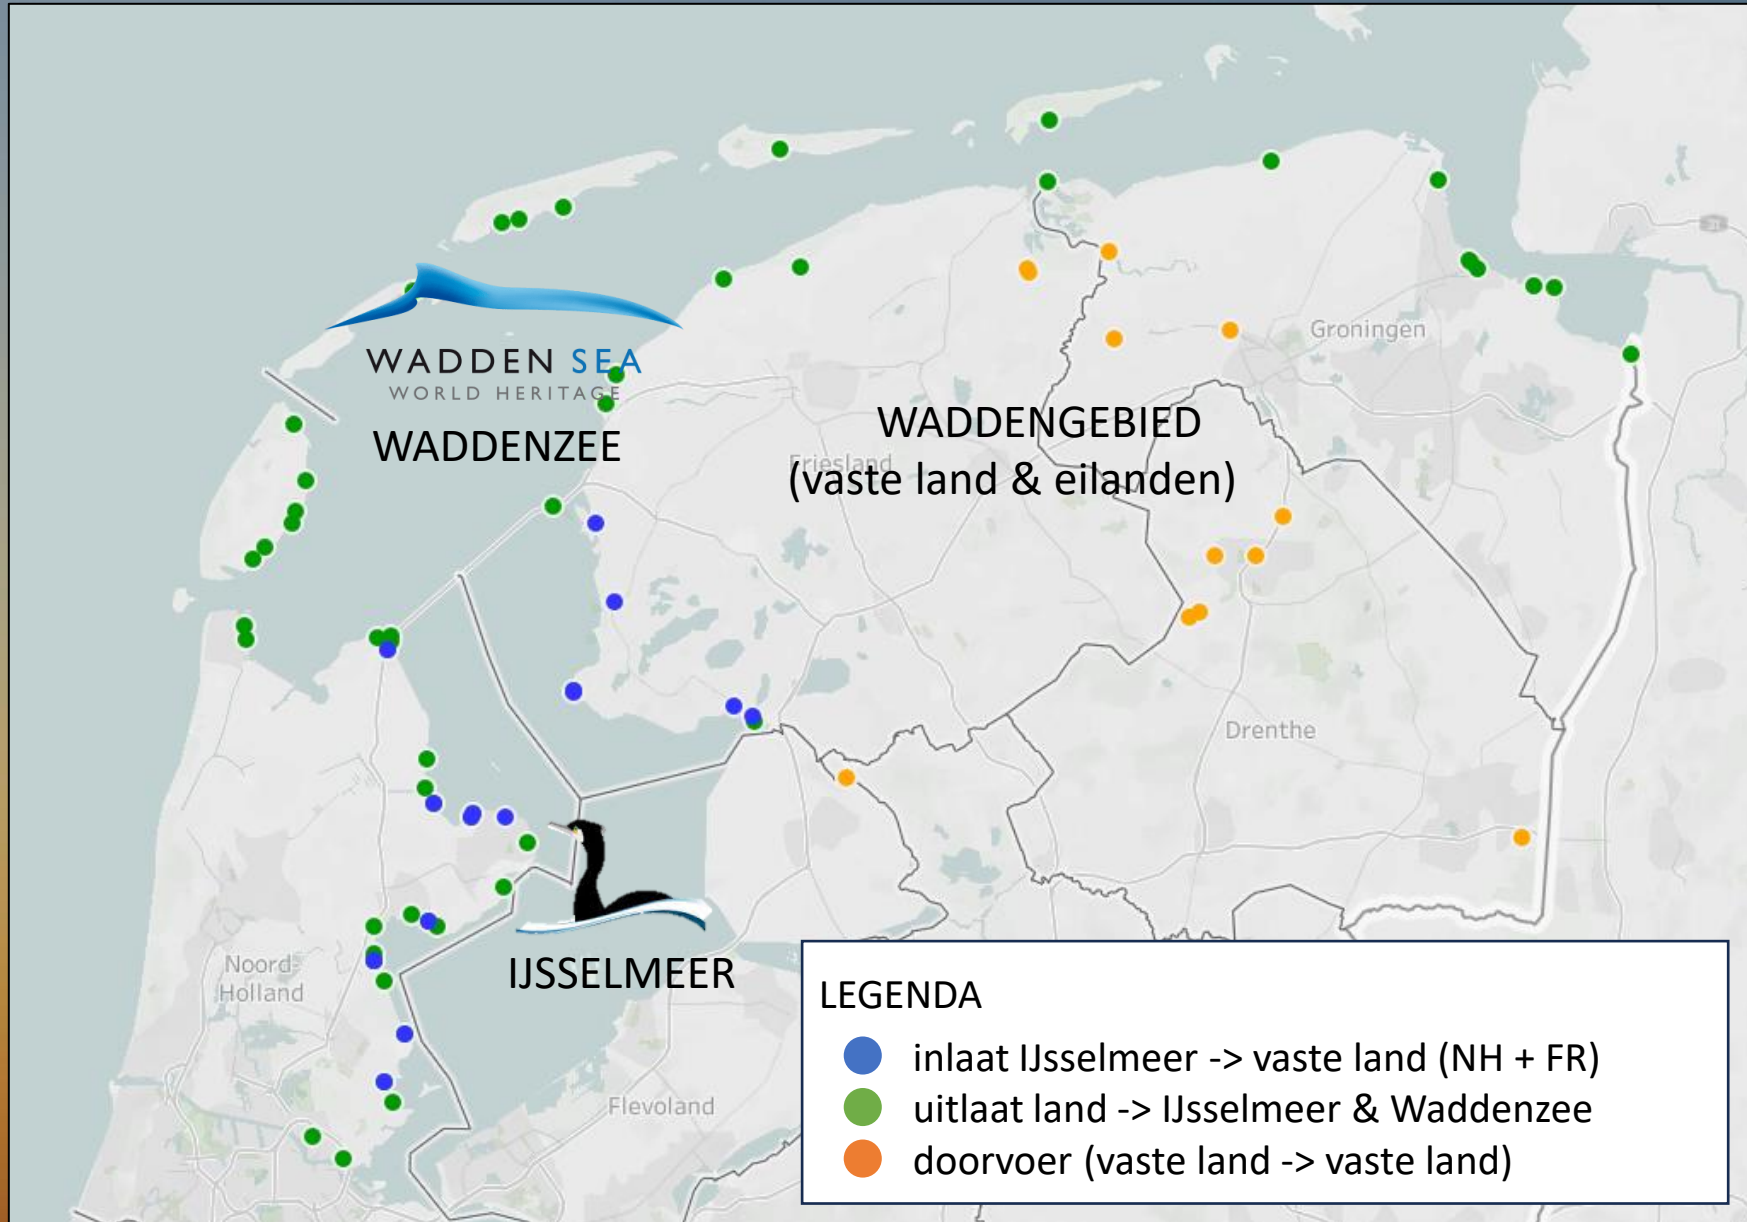 WADDEN SEA
WORLD HERITAGE
WADDENZEE
Groningen
WADDENGEBIED
Friesland
(vaste land & eilanden)
Drenthe
Noord-
Holland
IJSSELMEER
Flevoland
LEGENDA
inlaat IJsselmeer -> vaste land (NH + FR)
uitlaat land -> IJsselmeer & Waddenzee
doorvoer (vaste land -> vaste land)